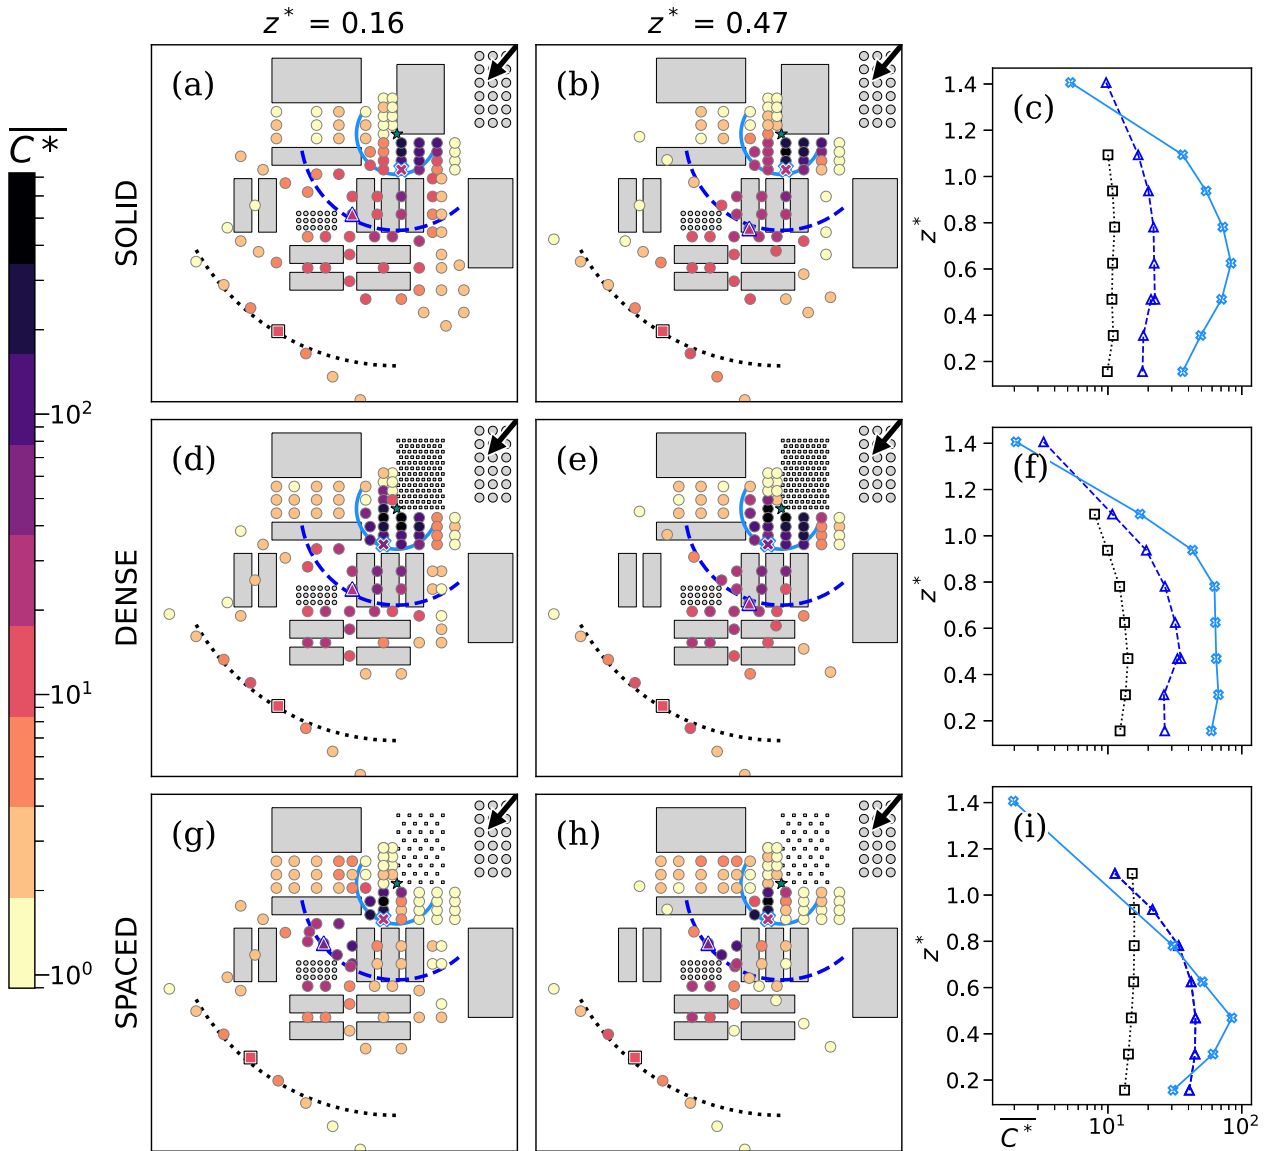 z* = 0.16
z* = 0.47
C*
10²
10¹
10⁰
SOLID
(a)
(b)
(c)
z*
1.4
1.2
1.0
0.8
0.6
0.4
0.2
DENSE
(d)
(e)
(f)
z*
1.4
1.2
1.0
0.8
0.6
0.4
0.2
SPACED
(g)
(h)
(i)
z*
1.4
1.2
1.0
0.8
0.6
0.4
0.2
C*
10¹
10²